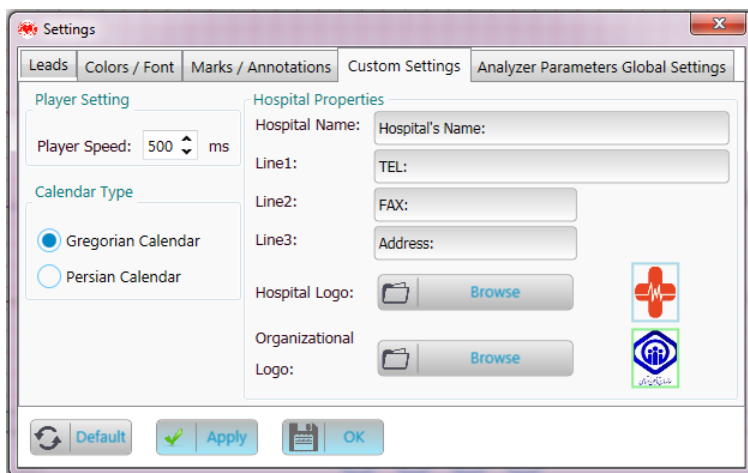 Settings
Leads Colors / Font Marks / Annotations Custom Settings Analyzer Parameters Global Settings
Player Setting
Player Speed: 500 ms
Calendar Type
Gregorian Calendar
Persian Calendar
Hospital Properties
Hospital Name: Hospital's Name:
Line1: TEL:
Line2: FAX:
Line3: Address:
Hospital Logo: Browse
Organizational
Logo: Browse
Default Apply OK